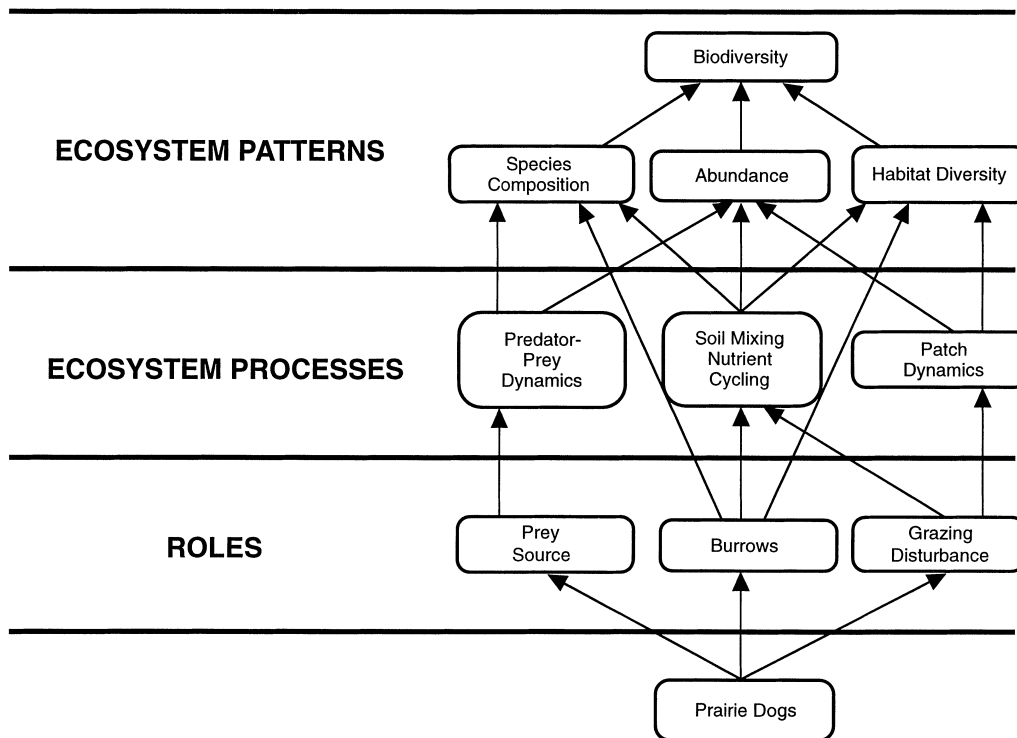 Biodiversity
ECOSYSTEM PATTERNS
Species
Composition
Abundance
Habitat Diversity
ECOSYSTEM PROCESSES
Predator-
Prey
Dynamics
Soil Mixing
Nutrient
Cycling
Patch
Dynamics
ROLES
Prey
Source
Burrows
Grazing
Disturbance
Prairie Dogs